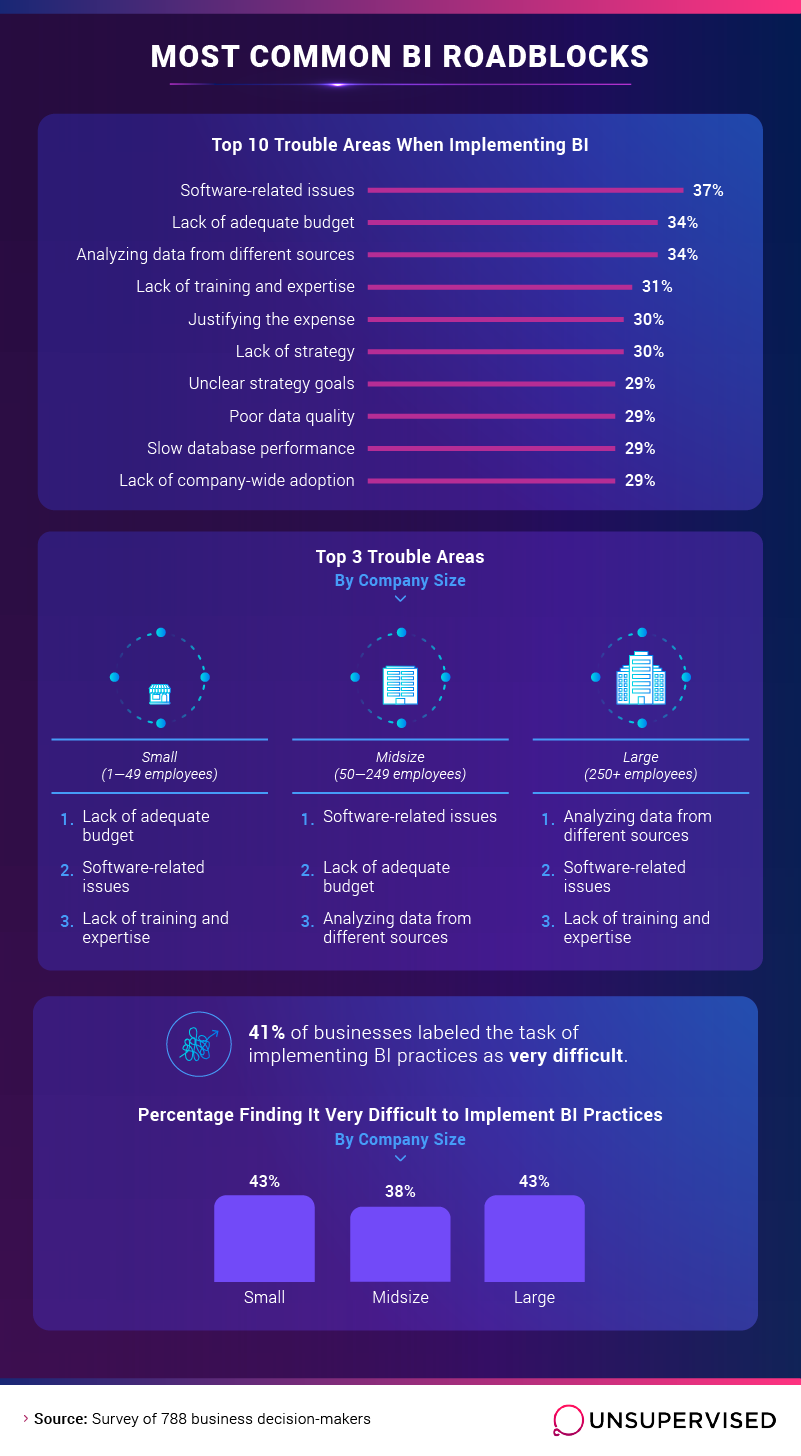 MOST COMMON BI ROADBLOCKS
Top 10 Trouble Areas When Implementing BI
Software-related issues 37%
Lack of adequate budget 34%
Analyzing data from different sources 34%
Lack of training and expertise 31%
Justifying the expense 30%
Lack of strategy 30%
Unclear strategy goals 29%
Poor data quality 29%
Slow database performance 29%
Lack of company-wide adoption 29%
Top 3 Trouble Areas
By Company Size
Small
(1—49 employees)
1. Lack of adequate
budget
2. Software-related
issues
3. Lack of training and
expertise
Midsize
(50—249 employees)
1. Software-related issues
2. Lack of adequate
budget
3. Analyzing data from
different sources
Large
(250+ employees)
1. Analyzing data from
different sources
2. Software-related
issues
3. Lack of training and
expertise
41% of businesses labeled the task of
implementing BI practices as very difficult.
Percentage Finding It Very Difficult to Implement BI Practices
By Company Size
43% 38% 43%
Small Midsize Large
Source: Survey of 788 business decision-makers
UNSUPERVISED